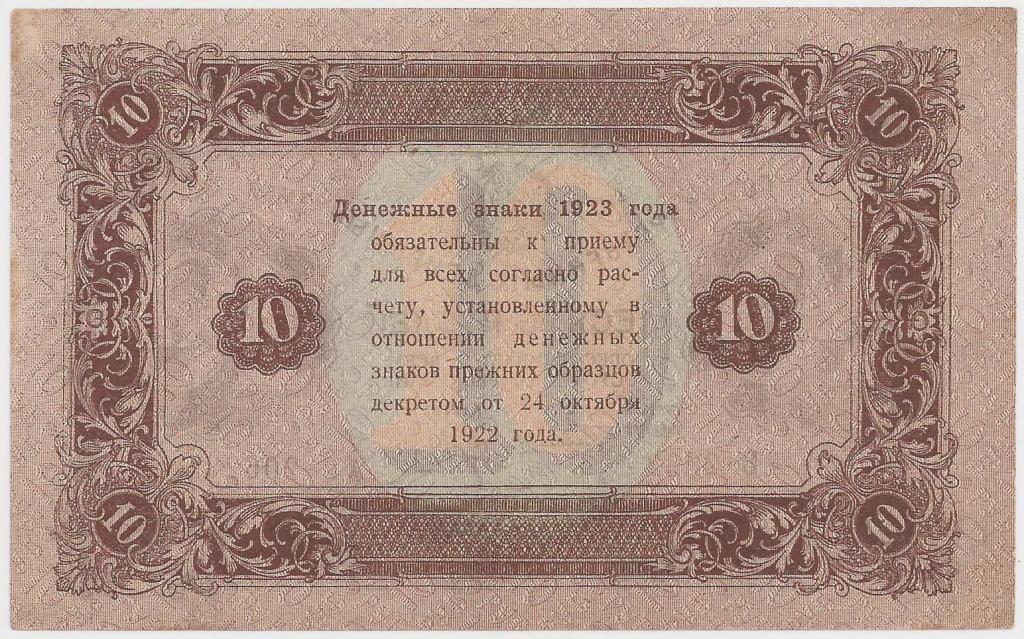 10 10
10
Денежные знаки 1923 года
обязательны к приему
для всех согласно рас-
чету, установленному в
отношении денежных
знаков прежних образцов
декретом от 24 октября
1922 года.
10 10
10 10